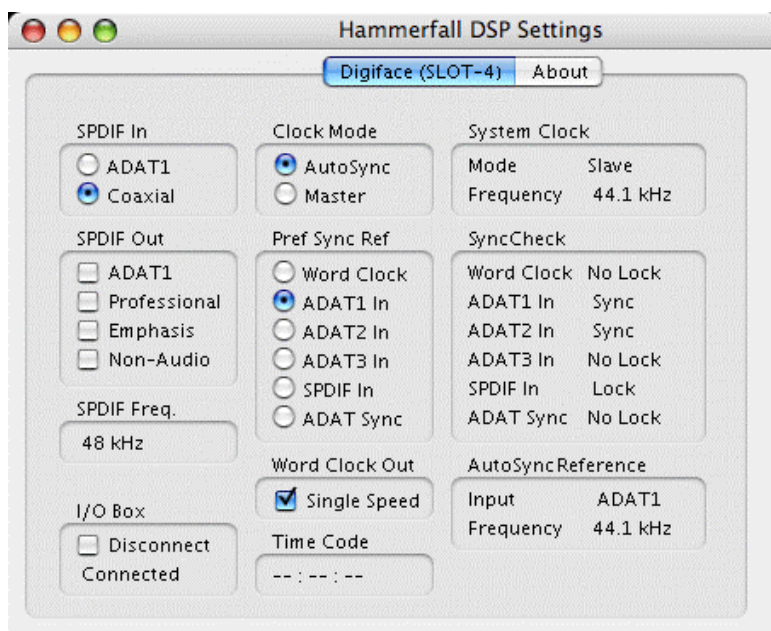 Hammerfall DSP Settings
Digiface (SLOT-4) About
SPDIF In
ADAT1
Coaxial
SPDIF Out
ADAT1
Professional
Emphasis
Non-Audio
SPDIF Freq.
48 kHz
I/O Box
Disconnect
Connected
Clock Mode
AutoSync
Master
Pref Sync Ref
Word Clock
ADAT1 In
ADAT2 In
ADAT3 In
SPDIF In
ADAT Sync
Word Clock Out
Single Speed
Time Code
-- : -- : --
System Clock
Mode Slave
Frequency 44.1 kHz
SyncCheck
Word Clock No Lock
ADAT1 In Sync
ADAT2 In Sync
ADAT3 In No Lock
SPDIF In Lock
ADAT Sync No Lock
AutoSyncReference
Input ADAT1
Frequency 44.1 kHz